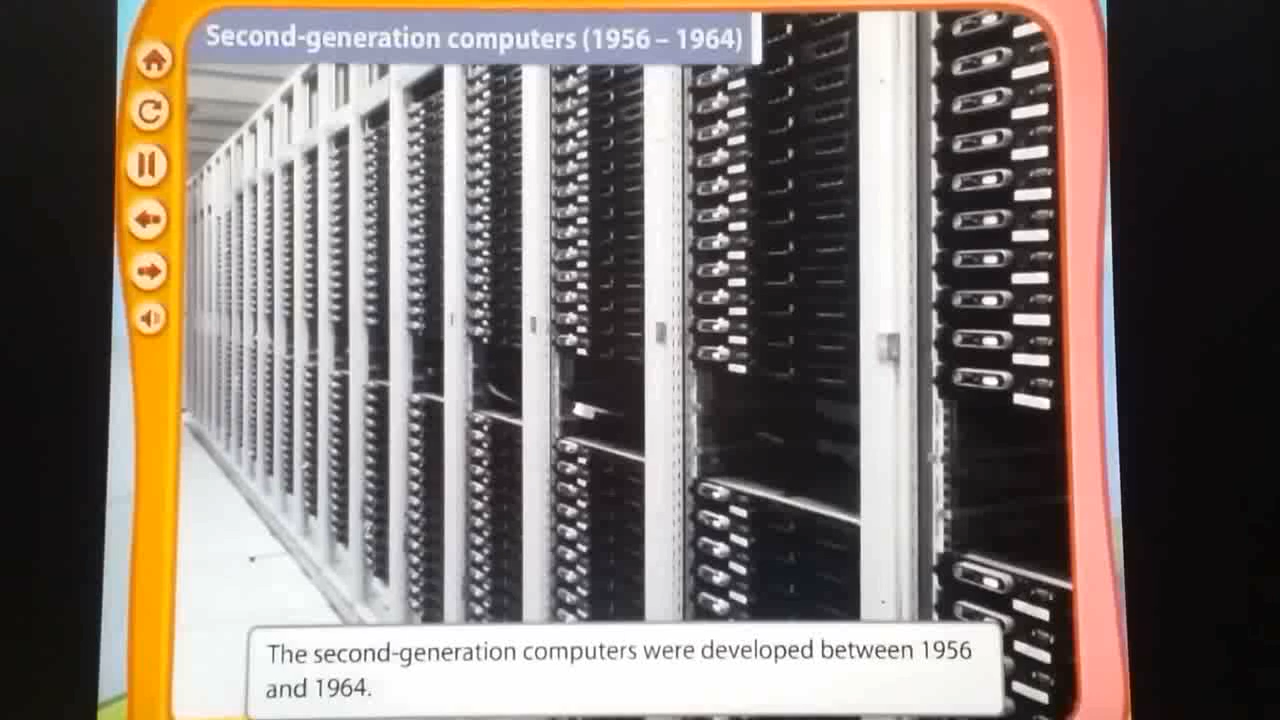 Second-generation computers (1956 – 1964)
The second-generation computers were developed between 1956
and 1964.